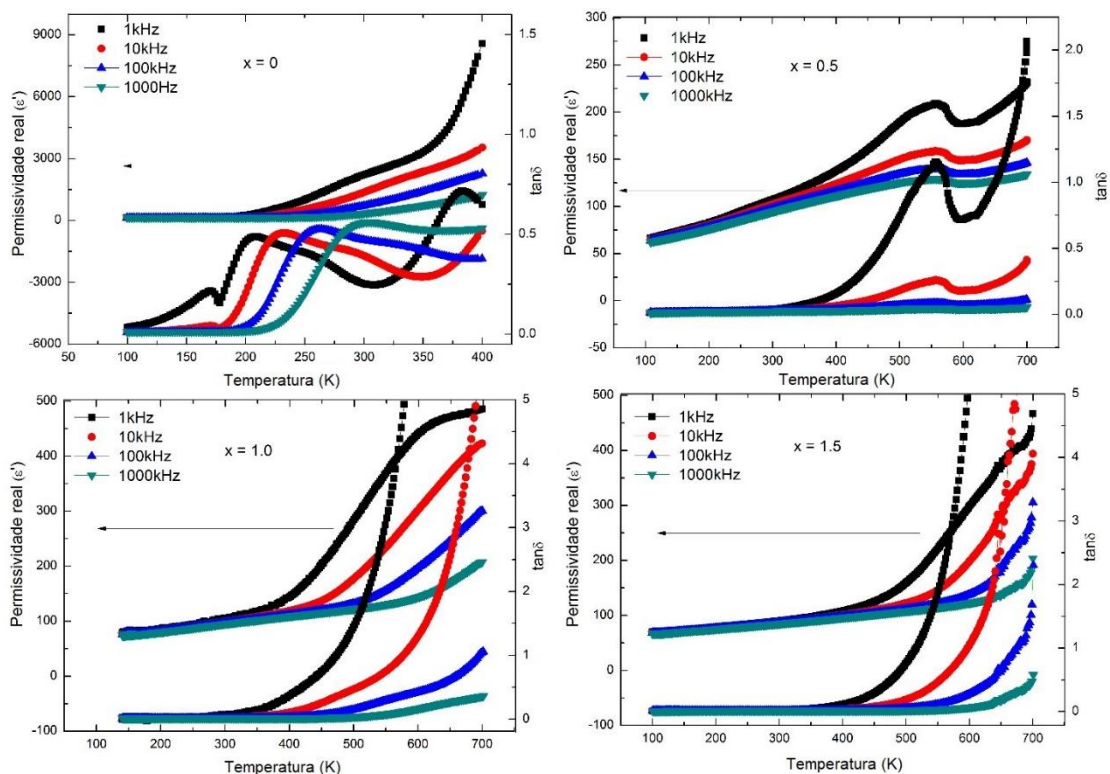 x = 0
1kHz
10kHz
100kHz
1000Hz
Permissividade real (ε')
9000
6000
3000
0
-3000
-6000
1.5
1.0
0.5
0.0
tanδ
50
100
150
200
250
300
350
400
Temperatura (K)
x = 0.5
1kHz
10kHz
100kHz
1000kHz
Permissividade real (ε')
300
250
200
150
100
50
0
50
2.0
1.5
1.0
0.5
0.0
tanδ
100
200
300
400
500
600
700
Temperatura (K)
x = 1.0
1kHz
10kHz
100kHz
1000kHz
Permissividade real (ε')
500
400
300
200
100
0
-100
5
4
3
2
1
0
tanδ
100
200
300
400
500
600
700
Temperatura (K)
x = 1.5
1kHz
10kHz
100kHz
1000kHz
Permissividade real (ε')
500
400
300
200
100
0
-100
5
4
3
2
1
0
tanδ
100
200
300
400
500
600
700
Temperatura (K)